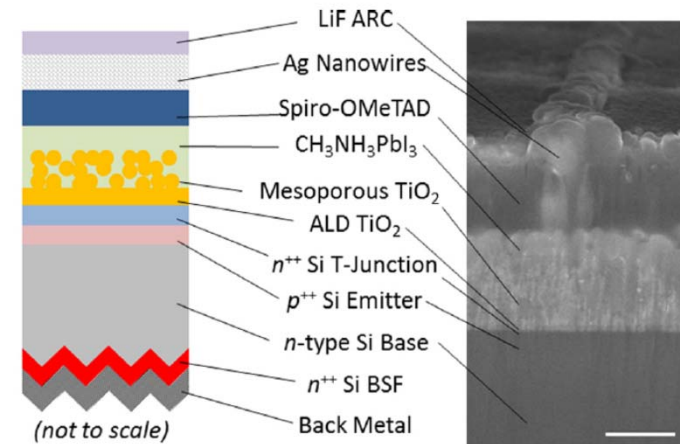 LiF ARC
Ag Nanowires
Spiro-OMeTAD
CH₃NH₃PbI₃
Mesoporous TiO₂
ALD TiO₂
n⁺⁺ Si T-Junction
p⁺⁺ Si Emitter
n-type Si Base
n⁺⁺ Si BSF
Back Metal
(not to scale)